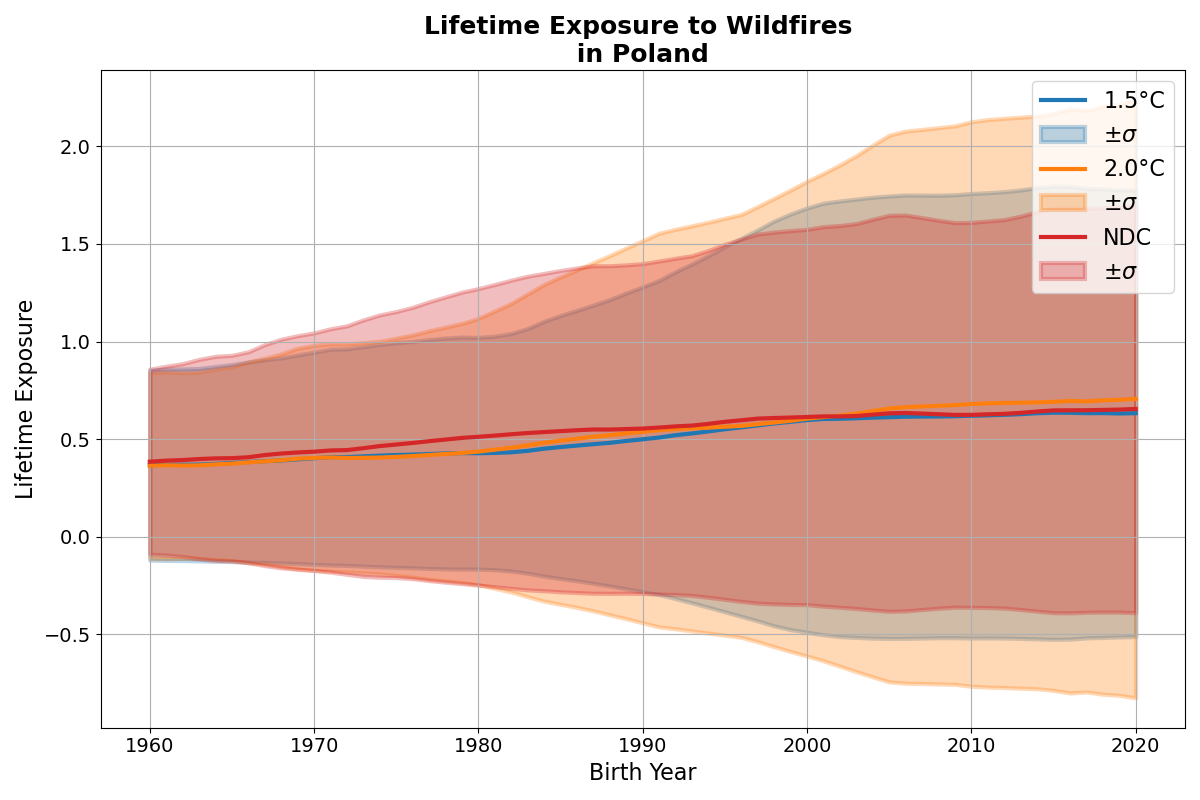 Lifetime Exposure to Wildfires
in Poland
1.5°C
±σ
2.0°C
±σ
NDC
±σ
Lifetime Exposure
2.0
1.5
1.0
0.5
0.0
−0.5
1960
1970
1980
1990
2000
2010
2020
Birth Year